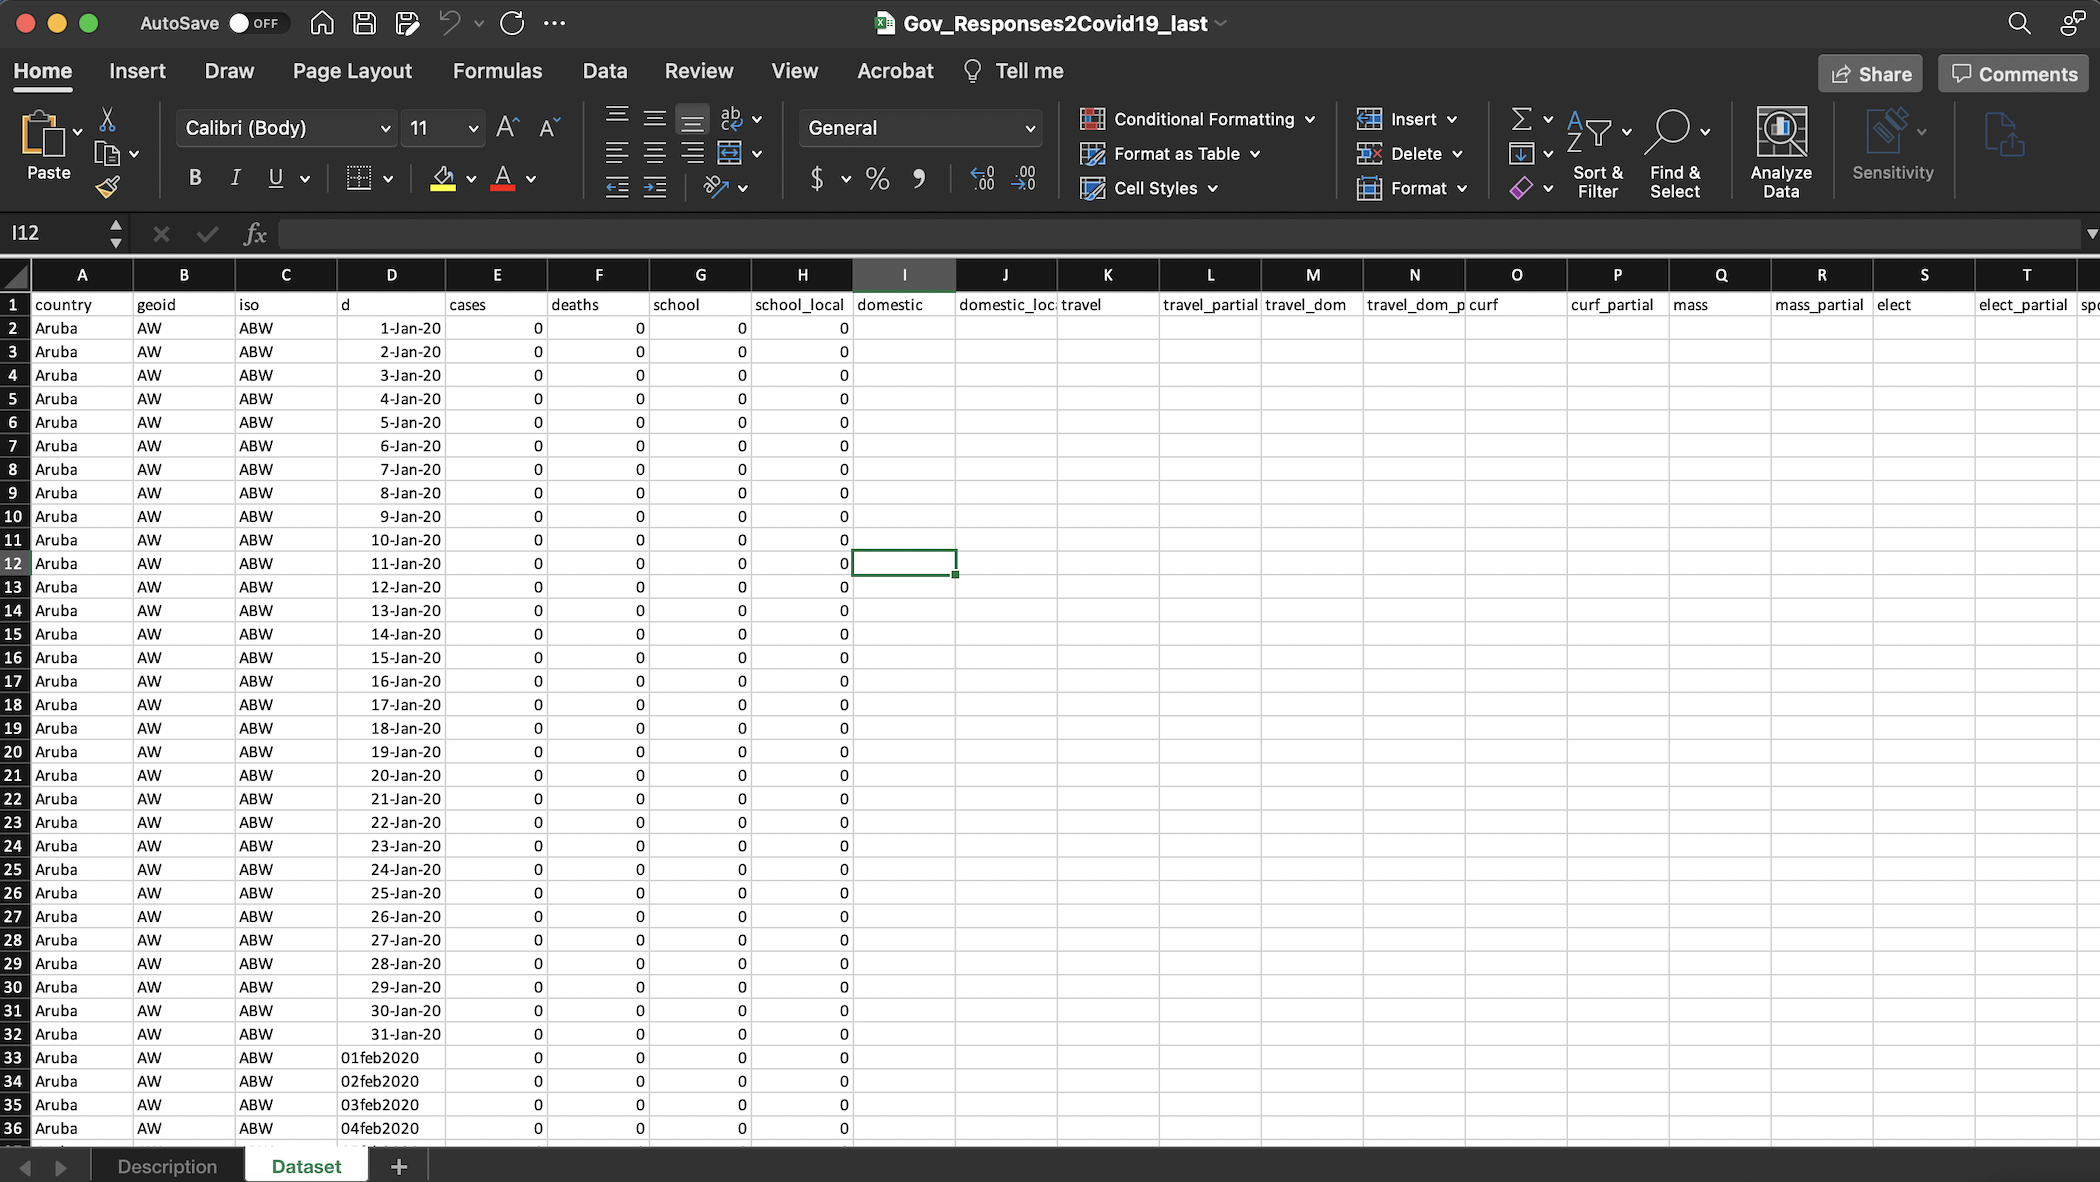 AutoSave OFF Gov_Responses2Covid19_last
Home Insert Draw Page Layout Formulas Data Review View Acrobat Tell me Share Comments
Paste Calibri (Body) 11 General Conditional Formatting Format as Table Cell Styles Insert Delete Format Sort & Filter Find & Select Analyze Data Sensitivity
I12 fx
A B C D E F G H I J K L M N O P Q R S T
1 country geoid iso d cases deaths school school_local domestic domestic_loc travel travel_partial travel_dom travel_dom_p curf curf_partial mass mass_partial elect elect_partial spo
2 Aruba AW ABW 1-Jan-20 0 0 0 0
3 Aruba AW ABW 2-Jan-20 0 0 0 0
4 Aruba AW ABW 3-Jan-20 0 0 0 0
5 Aruba AW ABW 4-Jan-20 0 0 0 0
6 Aruba AW ABW 5-Jan-20 0 0 0 0
7 Aruba AW ABW 6-Jan-20 0 0 0 0
8 Aruba AW ABW 7-Jan-20 0 0 0 0
9 Aruba AW ABW 8-Jan-20 0 0 0 0
10 Aruba AW ABW 9-Jan-20 0 0 0 0
11 Aruba AW ABW 10-Jan-20 0 0 0 0
12 Aruba AW ABW 11-Jan-20 0 0 0 0
13 Aruba AW ABW 12-Jan-20 0 0 0 0
14 Aruba AW ABW 13-Jan-20 0 0 0 0
15 Aruba AW ABW 14-Jan-20 0 0 0 0
16 Aruba AW ABW 15-Jan-20 0 0 0 0
17 Aruba AW ABW 16-Jan-20 0 0 0 0
18 Aruba AW ABW 17-Jan-20 0 0 0 0
19 Aruba AW ABW 18-Jan-20 0 0 0 0
20 Aruba AW ABW 19-Jan-20 0 0 0 0
21 Aruba AW ABW 20-Jan-20 0 0 0 0
22 Aruba AW ABW 21-Jan-20 0 0 0 0
23 Aruba AW ABW 22-Jan-20 0 0 0 0
24 Aruba AW ABW 23-Jan-20 0 0 0 0
25 Aruba AW ABW 24-Jan-20 0 0 0 0
26 Aruba AW ABW 25-Jan-20 0 0 0 0
27 Aruba AW ABW 26-Jan-20 0 0 0 0
28 Aruba AW ABW 27-Jan-20 0 0 0 0
29 Aruba AW ABW 28-Jan-20 0 0 0 0
30 Aruba AW ABW 29-Jan-20 0 0 0 0
31 Aruba AW ABW 30-Jan-20 0 0 0 0
32 Aruba AW ABW 31-Jan-20 0 0 0 0
33 Aruba AW ABW 01feb2020 0 0 0 0
34 Aruba AW ABW 02feb2020 0 0 0 0
35 Aruba AW ABW 03feb2020 0 0 0 0
36 Aruba AW ABW 04feb2020 0 0 0 0
Description Dataset